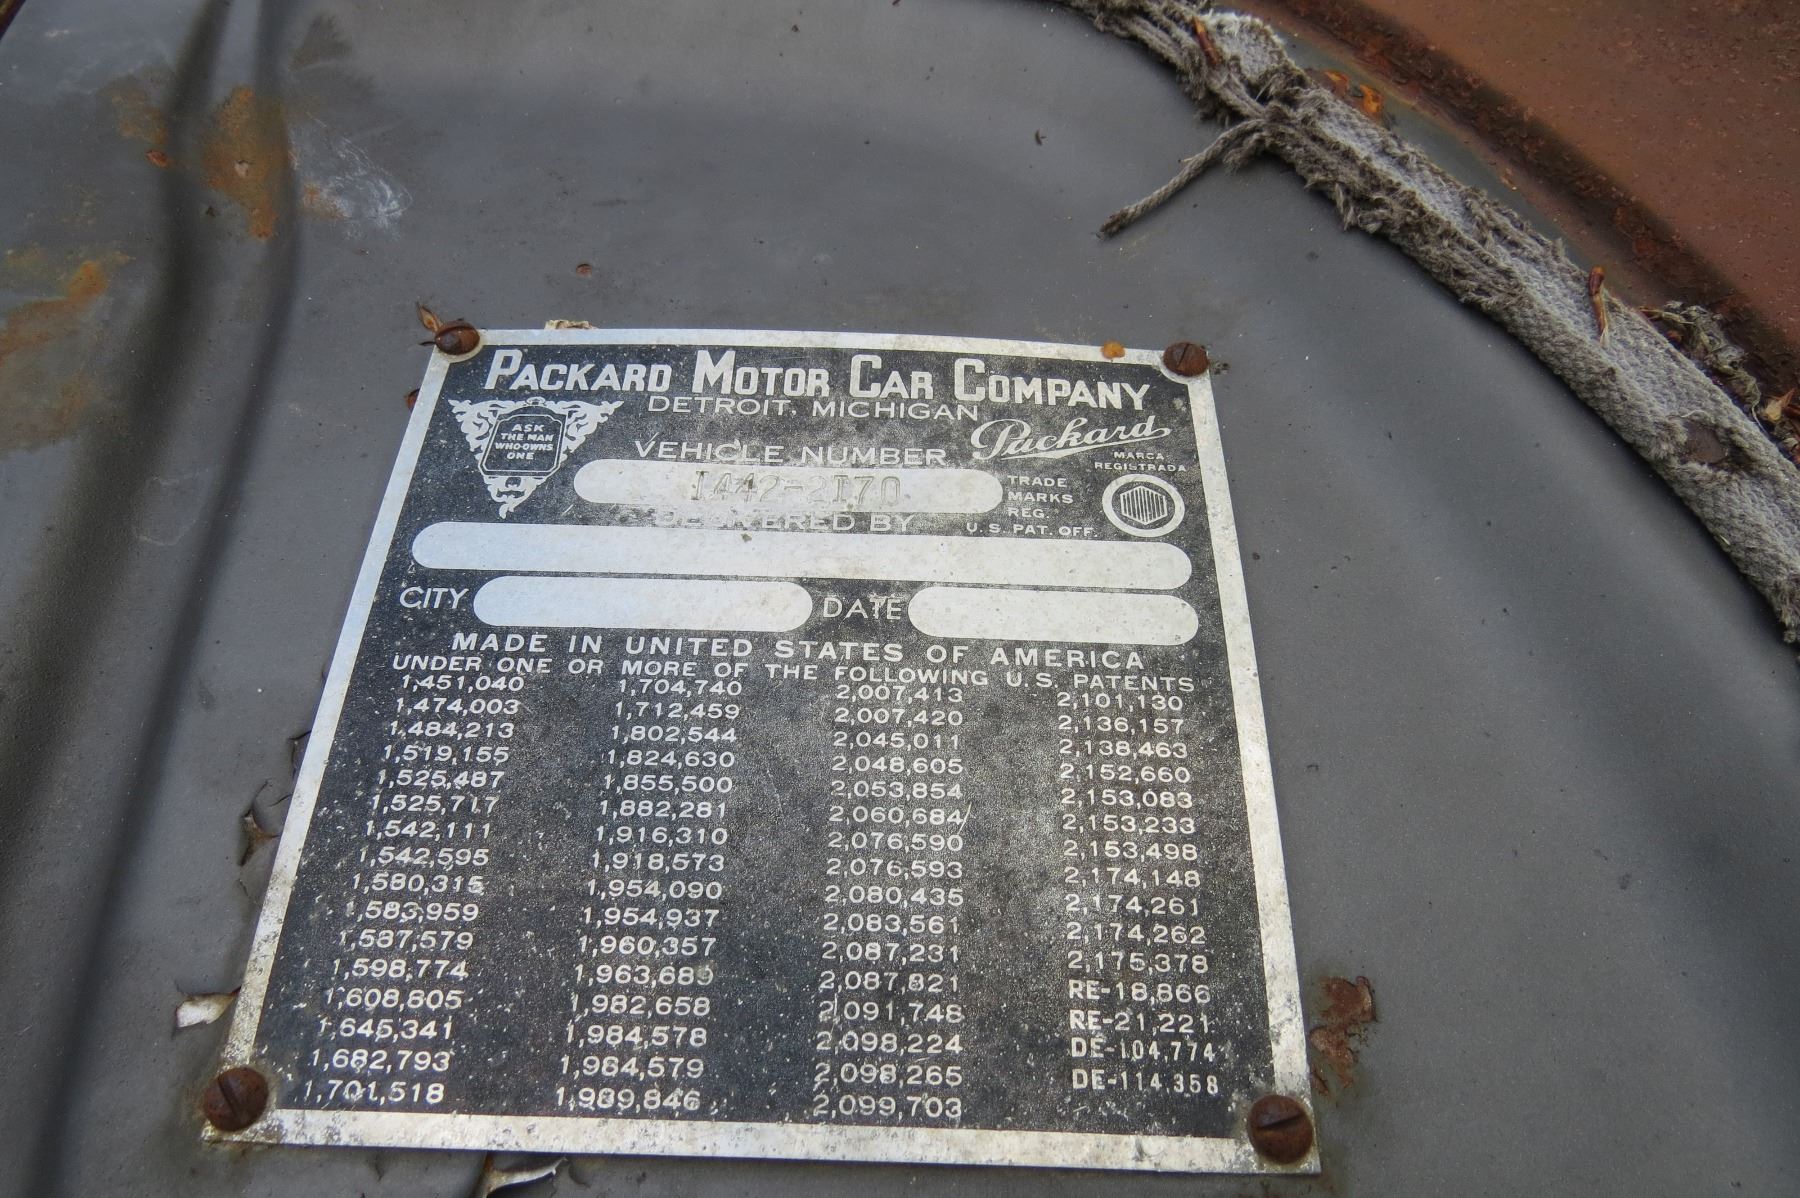 PACKARD MOTOR CAR COMPANY
DETROIT, MICHIGAN
ASK
THE MAN
WHO OWNS
ONE
Packard
MARCA
REGISTRADA
VEHICLE NUMBER
1442-2170
TRADE
MARKS
REG.
U.S. PAT. OFF.
DELIVERED BY
CITY DATE
MADE IN UNITED STATES OF AMERICA
UNDER ONE OR MORE OF THE FOLLOWING U.S. PATENTS
1,451,040 1,704,740 2,007,413 2,101,130
1,474,003 1,712,459 2,007,420 2,136,157
1,484,213 1,802,544 2,045,011 2,138,463
1,519,155 1,824,630 2,048,605 2,152,660
1,525,487 1,855,500 2,053,854 2,153,083
1,525,717 1,882,281 2,060,684 2,153,233
1,542,111 1,916,310 2,076,590 2,153,498
1,542,595 1,918,573 2,076,593 2,174,148
1,580,315 1,954,090 2,080,435 2,174,261
1,583,959 1,954,937 2,083,561 2,174,262
1,587,579 1,960,357 2,087,231 2,175,378
1,598,774 1,963,689 2,087,821 RE-18,866
1,608,805 1,982,658 2,091,748 RE-21,221
1,645,341 1,984,578 2,098,224 DE-104,774
1,682,793 1,984,579 2,098,265 DE-114,358
1,701,518 1,989,846 2,099,703